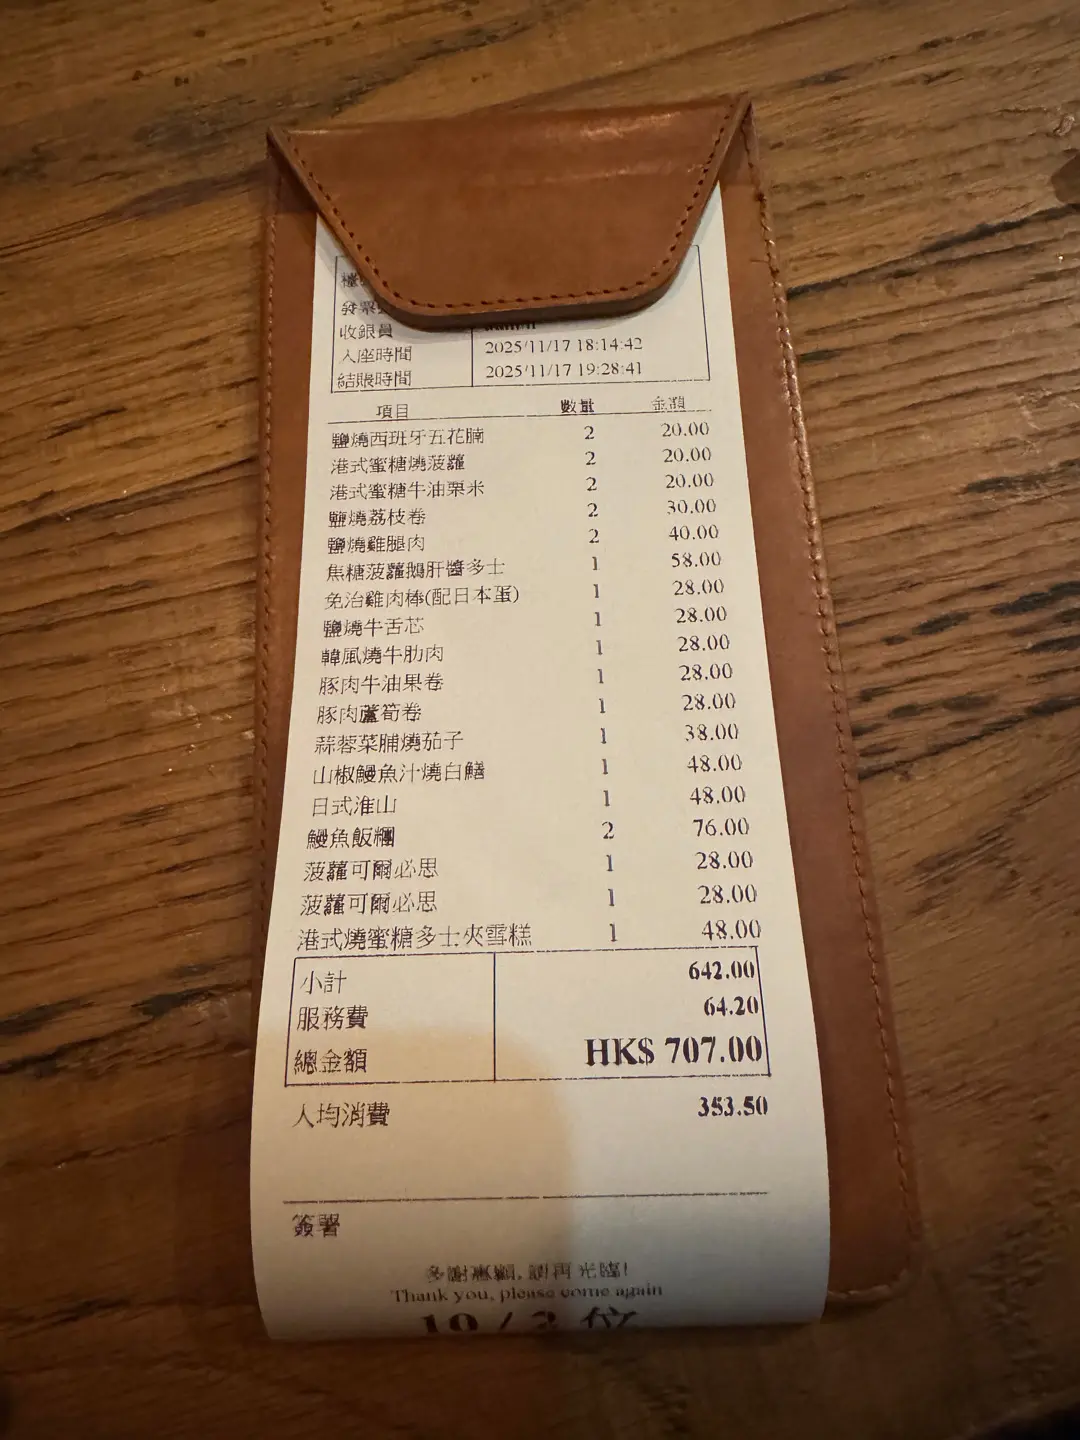 發票
收銀員
入座時間 2025/11/17 18:14:42
結賬時間 2025/11/17 19:28:41
項目 數量 金額
鹽燒西班牙五花腩 2 20.00
港式蜜糖燒菠蘿 2 20.00
港式蜜糖牛油粟米 2 20.00
鹽燒荔枝卷 2 30.00
鹽燒雞腿肉 2 40.00
焦糖菠蘿鵝肝醬多士 1 58.00
免治雞肉棒(配日本蛋) 1 28.00
鹽燒牛舌芯 1 28.00
韓風燒牛肋肉 1 28.00
豚肉牛油果卷 1 28.00
豚肉蘆筍卷 1 28.00
蒜蓉菜脯燒茄子 1 38.00
山椒鰻魚汁燒白鱔 1 48.00
日式淮山 1 48.00
鰻魚飯糰 2 76.00
菠蘿可爾必思 1 28.00
菠蘿可爾必思 1 28.00
港式燒蜜糖多士夾雪糕 1 48.00
小計 642.00
服務費 64.20
總金額 HK$ 707.00
人均消費 353.50
簽署
多謝惠顧, 請再光臨!
Thank you, please come again